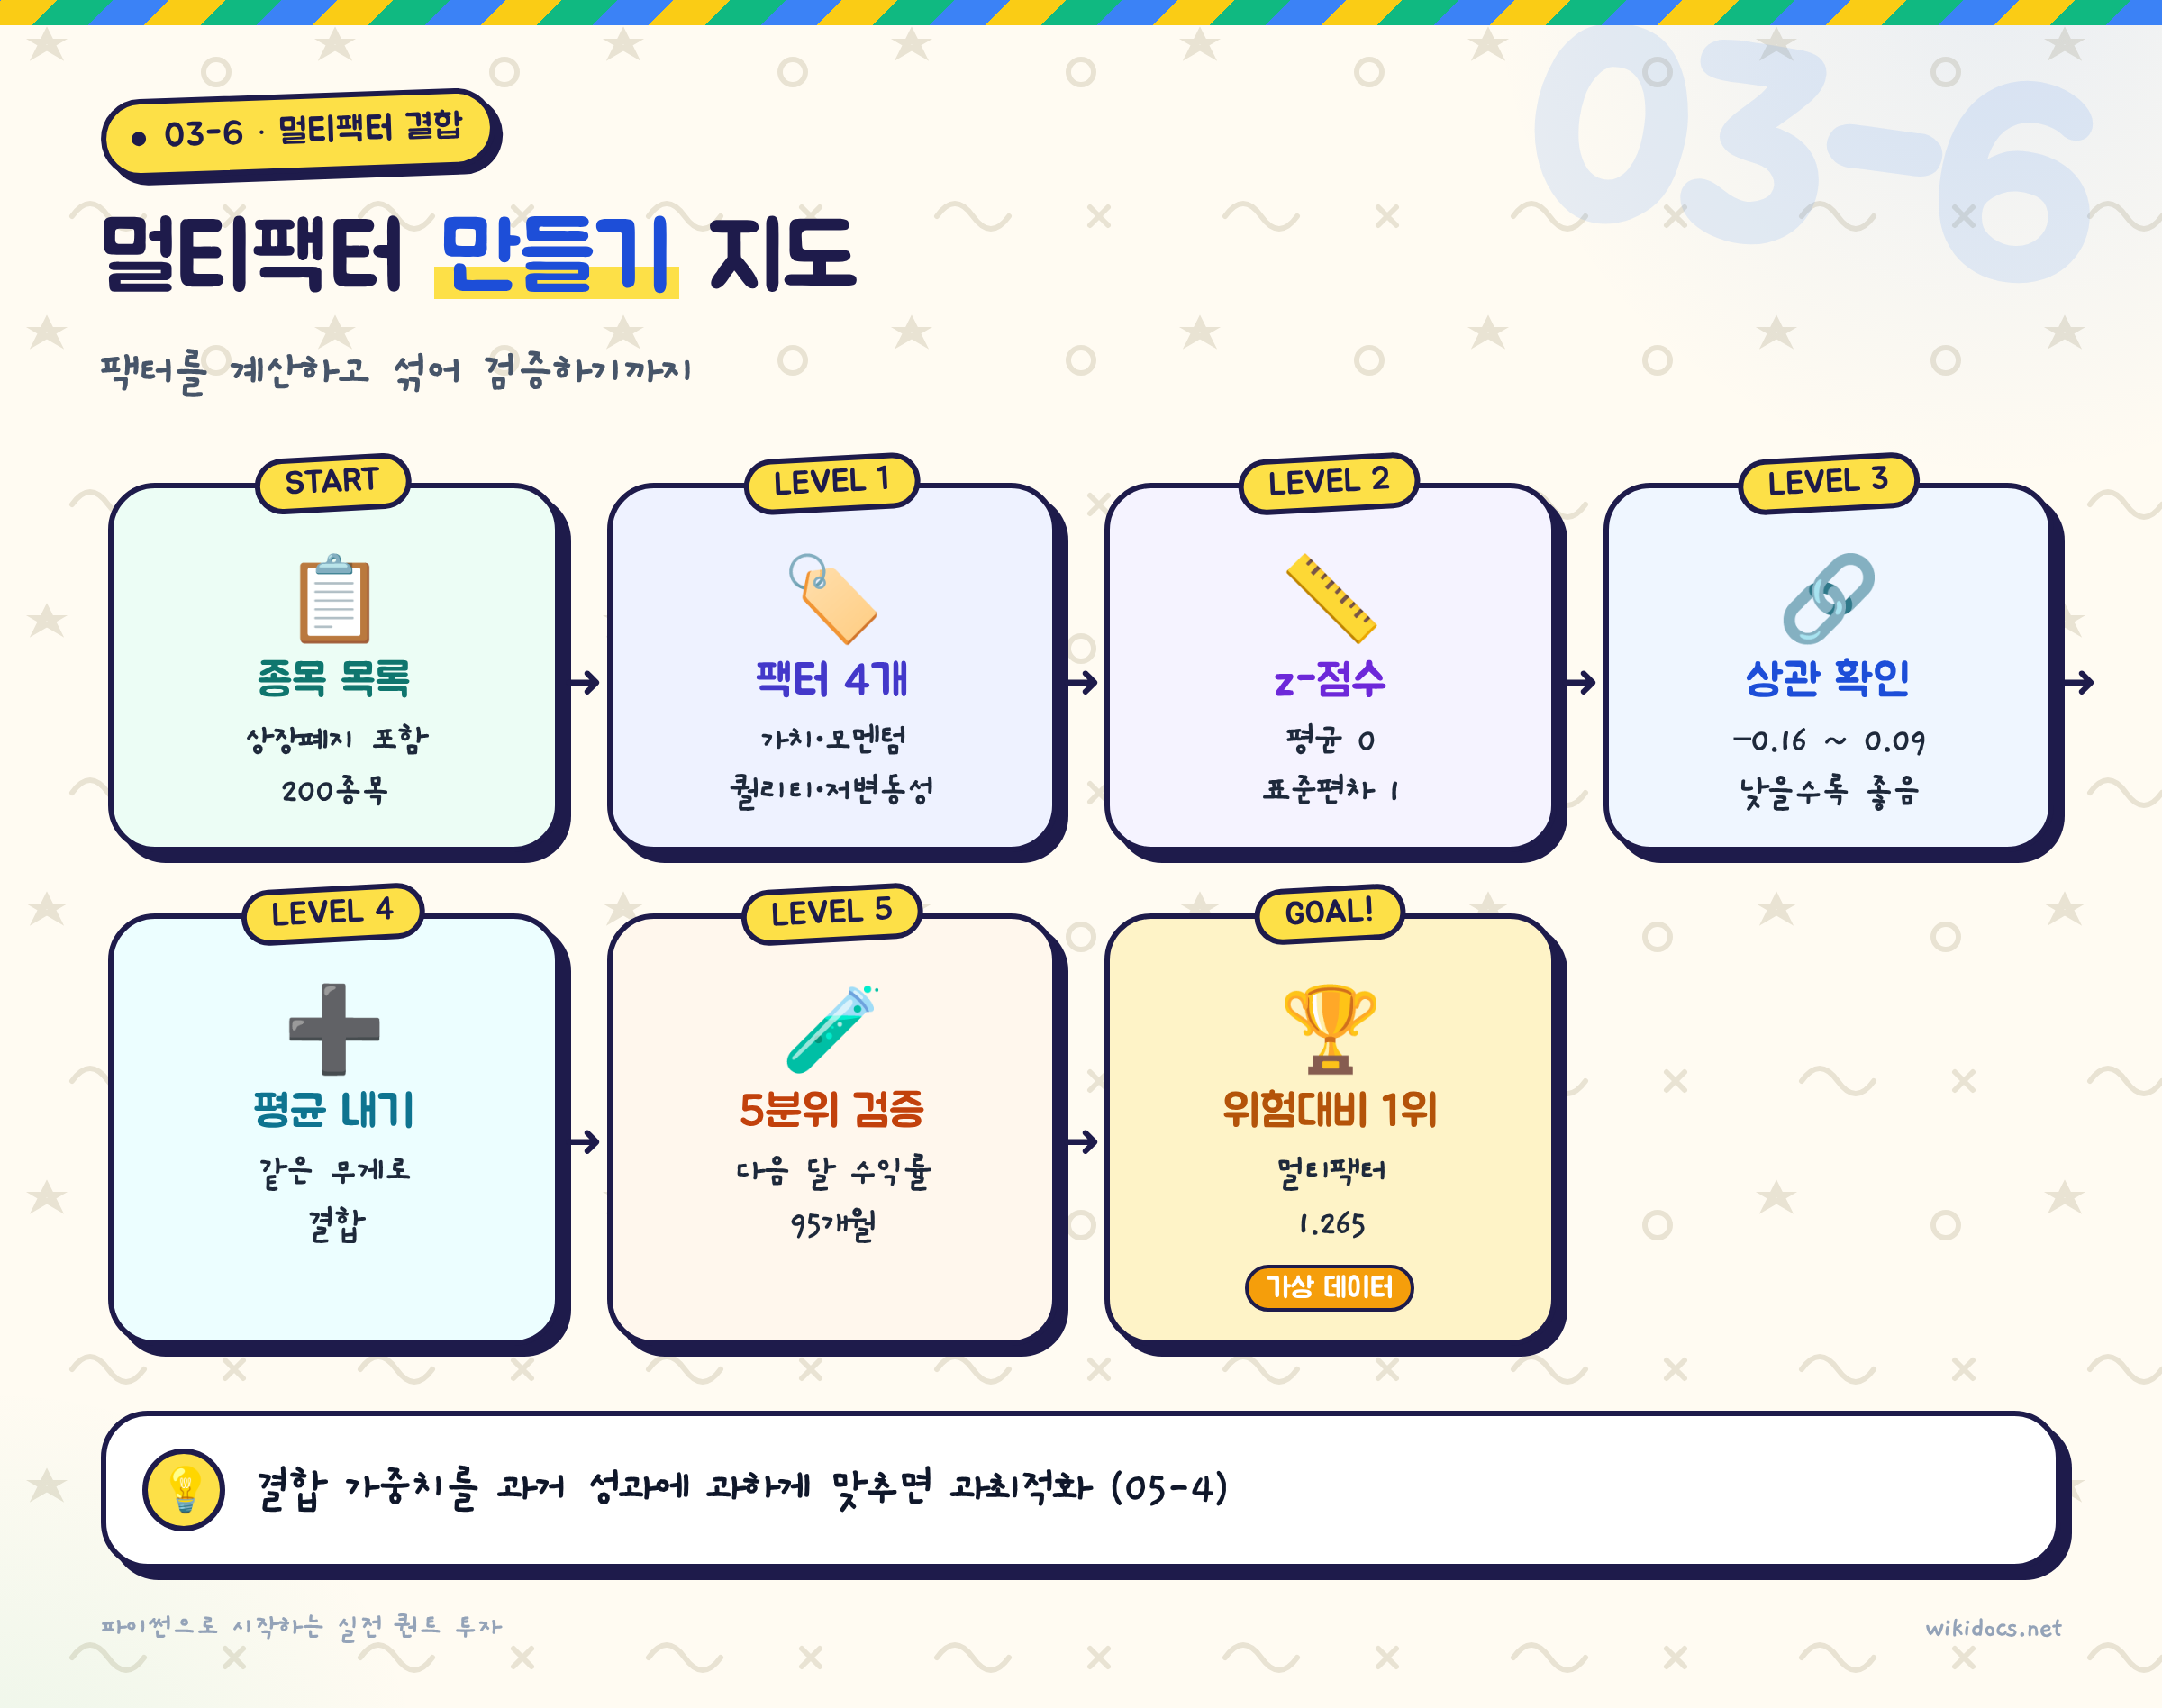 03-6
03-6 · 멀티팩터 결합
멀티팩터 만들기 지도
팩터를 계산하고 섞어 검증하기까지
START
종목 목록
상장폐지 포함
200종목
LEVEL 1
팩터 4개
가치·모멘텀
퀄리티·저변동성
LEVEL 2
z-점수
평균 0
표준편차 1
LEVEL 3
상관 확인
−0.16 ~ 0.09
낮을수록 좋음
LEVEL 4
평균 내기
같은 무게로
결합
LEVEL 5
5분위 검증
다음 달 수익률
95개월
GOAL!
위험대비 1위
멀티팩터
1.265
가상 데이터
결합 가중치를 과거 성과에 과하게 맞추면 과최적화 (05-4)
파이썬으로 시작하는 실전 퀀트 투자
wikidocs.net